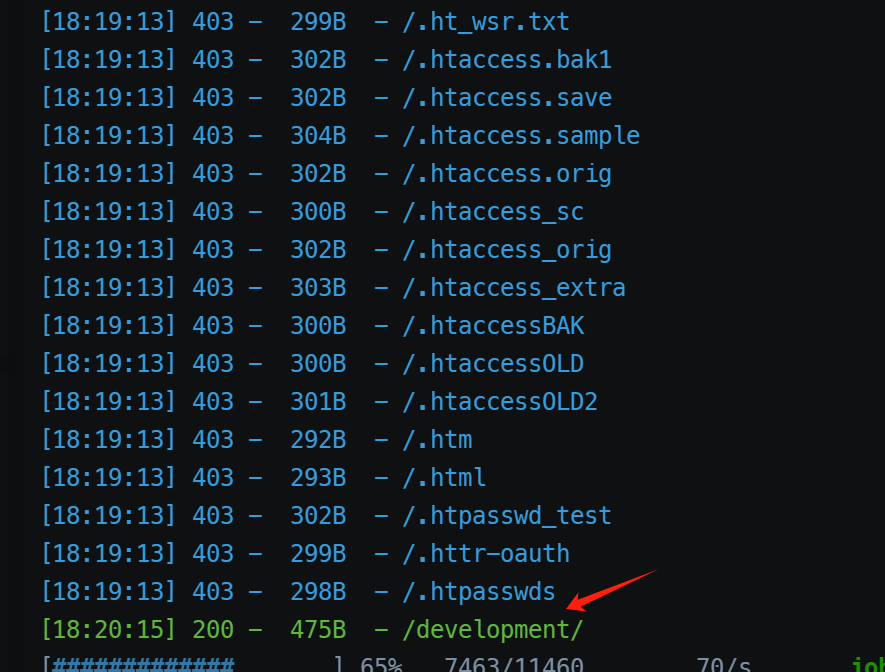 [18:19:13] 403 -  299B  - /.ht_wsr.txt
[18:19:13] 403 -  302B  - /.htaccess.bak1
[18:19:13] 403 -  302B  - /.htaccess.save
[18:19:13] 403 -  304B  - /.htaccess.sample
[18:19:13] 403 -  302B  - /.htaccess.orig
[18:19:13] 403 -  300B  - /.htaccess_sc
[18:19:13] 403 -  302B  - /.htaccess_orig
[18:19:13] 403 -  303B  - /.htaccess_extra
[18:19:13] 403 -  300B  - /.htaccessBAK
[18:19:13] 403 -  300B  - /.htaccessOLD
[18:19:13] 403 -  301B  - /.htaccessOLD2
[18:19:13] 403 -  292B  - /.htm
[18:19:13] 403 -  293B  - /.html
[18:19:13] 403 -  302B  - /.htpasswd_test
[18:19:13] 403 -  299B  - /.httr-oauth
[18:19:13] 403 -  298B  - /.htpasswds
[18:20:15] 200 -  475B  - /development/
[#############       ] 65%   7463/11460        70/s